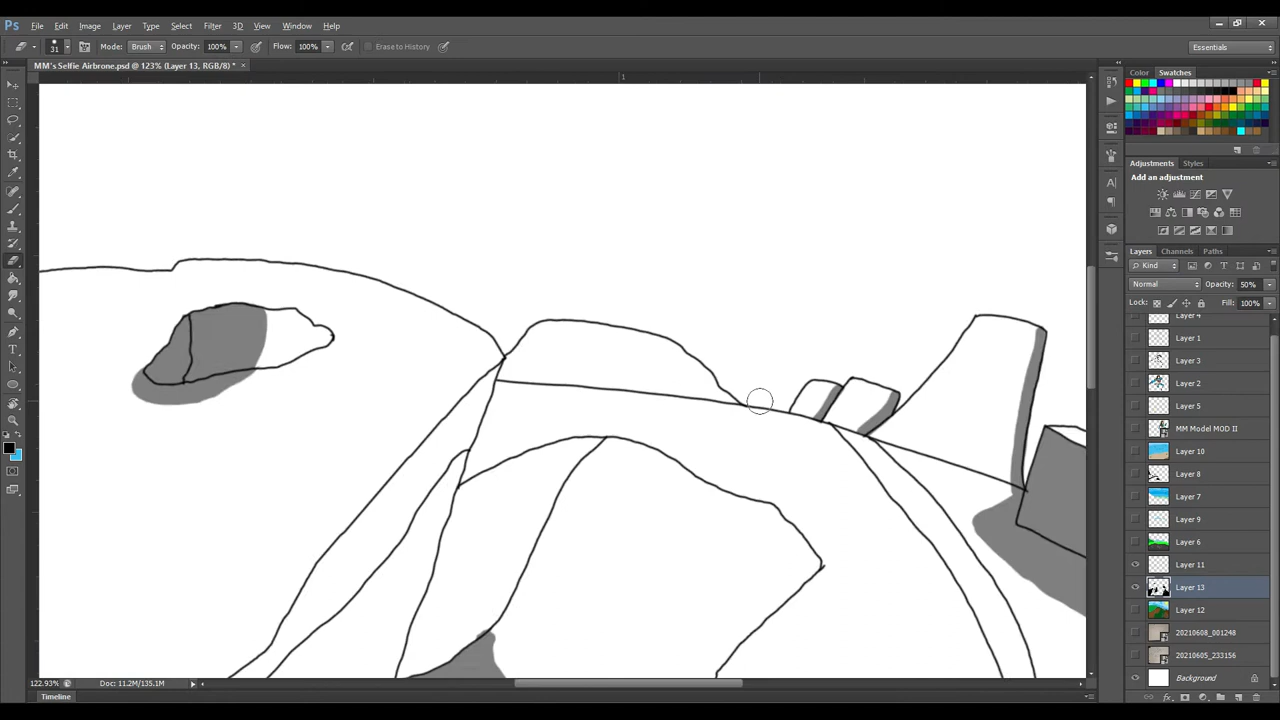 Ps File Edit Image Layer Type Select Filter 3D View Window Help
31 Mode: Brush Opacity: 100% Flow: 100% Erase to History Essentials
MM's Selfie Airbrone.psd @ 123% (Layer 13, RGB/8) *
1
Color Swatches
Adjustments Styles
Add an adjustment
Layers Channels Paths
Kind
Normal Opacity: 50%
Lock: Fill: 100%
Layer 4
Layer 1
Layer 3
Layer 2
Layer 5
MM Model MOD II
Layer 10
Layer 8
Layer 7
Layer 9
Layer 6
Layer 11
Layer 13
Layer 12
20210608_001248
20210605_233156
Background
122.93% Doc: 11.2M/135.1M
Timeline